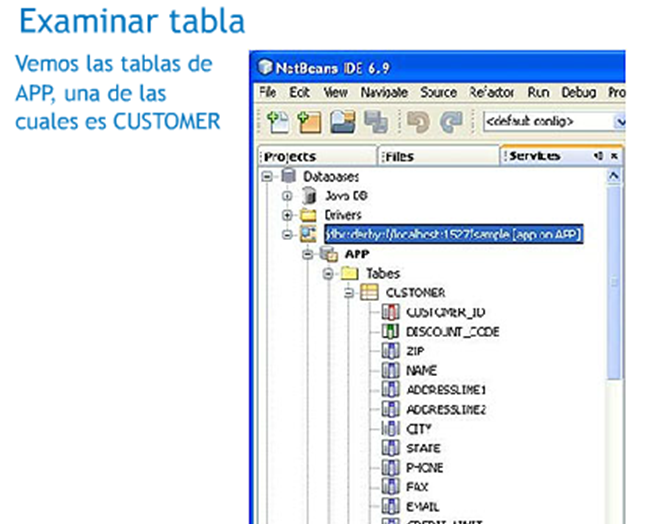 Examinar tabla
Vemos las tablas de
APP, una de las
cuales es CUSTOMER
NetBeans IDE 6.9
File Edit View Navigate Source Refactor Run Debug Pro
<default config>
Projects Files Services
Databases
Java DB
Drivers
jdbc:derby://localhost:1527/sample [app on APP]
APP
Tables
CUSTOMER
CUSTOMER_ID
DISCOUNT_CODE
ZIP
NAME
ADDRESSLINE1
ADDRESSLINE2
CITY
STATE
PHONE
FAX
EMAIL